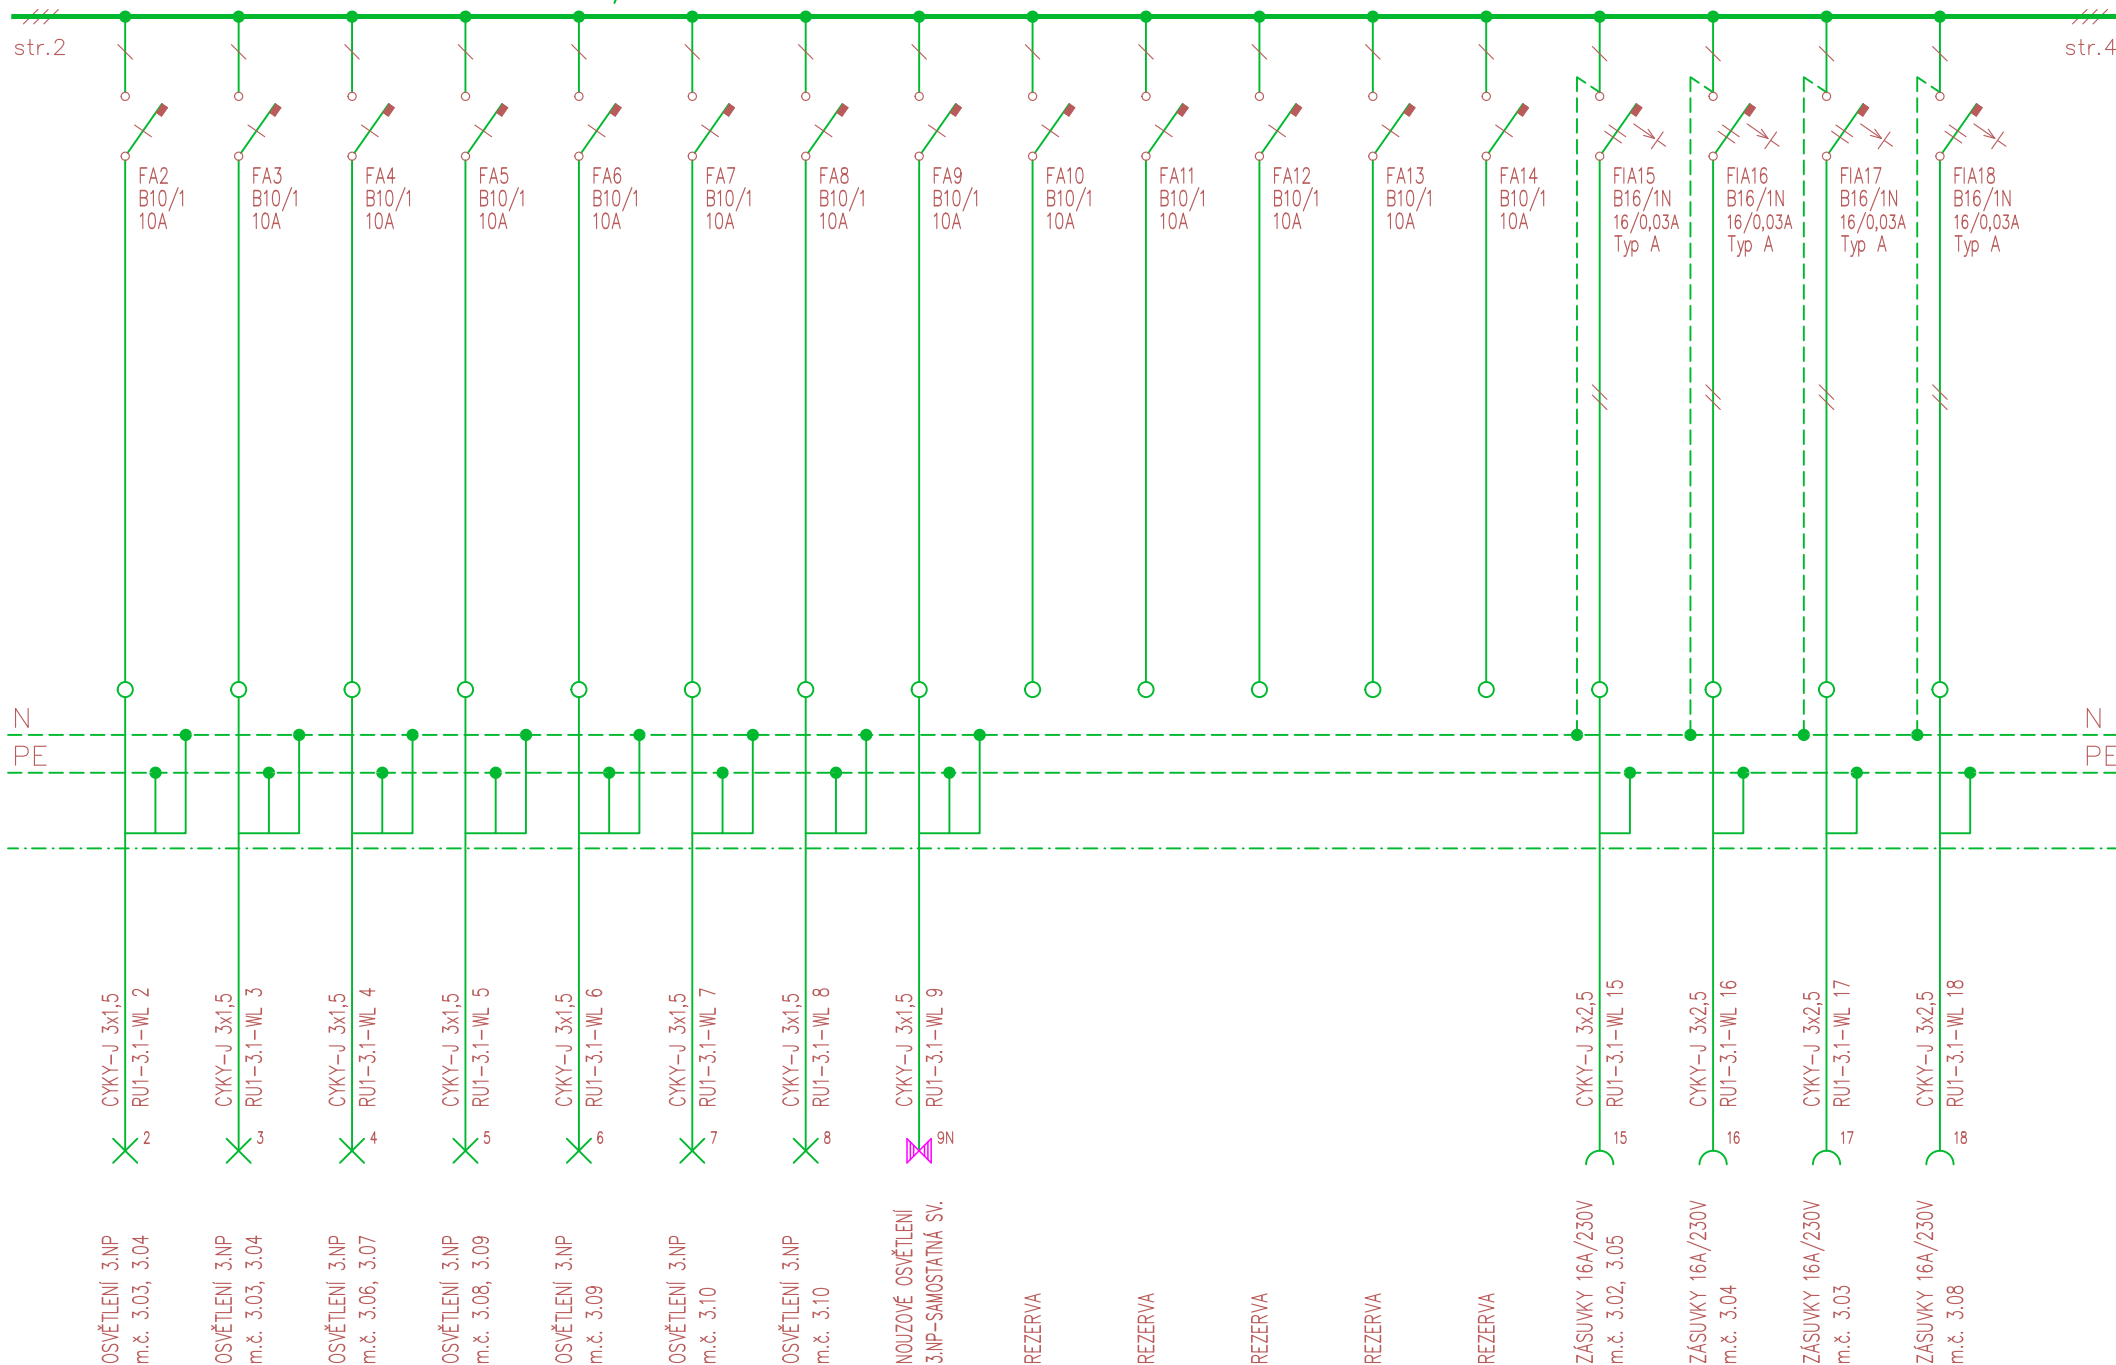 str.2
str.4
FA2
B10/1
10A
FA3
B10/1
10A
FA4
B10/1
10A
FA5
B10/1
10A
FA6
B10/1
10A
FA7
B10/1
10A
FA8
B10/1
10A
FA9
B10/1
10A
FA10
B10/1
10A
FA11
B10/1
10A
FA12
B10/1
10A
FA13
B10/1
10A
FA14
B10/1
10A
FIA15
B16/1N
16/0,03A
Typ A
FIA16
B16/1N
16/0,03A
Typ A
FIA17
B16/1N
16/0,03A
Typ A
FIA18
B16/1N
16/0,03A
Typ A
N
N
PE
PE
CYKY-J 3x1,5
RU1-3.1-WL 2
CYKY-J 3x1,5
RU1-3.1-WL 3
CYKY-J 3x1,5
RU1-3.1-WL 4
CYKY-J 3x1,5
RU1-3.1-WL 5
CYKY-J 3x1,5
RU1-3.1-WL 6
CYKY-J 3x1,5
RU1-3.1-WL 7
CYKY-J 3x1,5
RU1-3.1-WL 8
CYKY-J 3x1,5
RU1-3.1-WL 9
CYKY-J 3x2,5
RU1-3.1-WL 15
CYKY-J 3x2,5
RU1-3.1-WL 16
CYKY-J 3x2,5
RU1-3.1-WL 17
CYKY-J 3x2,5
RU1-3.1-WL 18
2
3
4
5
6
7
8
9N
15
16
17
18
OSVĚTLENÍ 3.NP
m.č. 3.03, 3.04
OSVĚTLENÍ 3.NP
m.č. 3.03, 3.04
OSVĚTLENÍ 3.NP
m.č. 3.06, 3.07
OSVĚTLENÍ 3.NP
m.č. 3.08, 3.09
OSVĚTLENÍ 3.NP
m.č. 3.09
OSVĚTLENÍ 3.NP
m.č. 3.10
OSVĚTLENÍ 3.NP
m.č. 3.10
NOUZOVÉ OSVĚTLENÍ
3.NP-SAMOSTATNÁ SV.
REZERVA
REZERVA
REZERVA
REZERVA
REZERVA
ZÁSUVKY 16A/230V
m.č. 3.02, 3.05
ZÁSUVKY 16A/230V
m.č. 3.04
ZÁSUVKY 16A/230V
m.č. 3.03
ZÁSUVKY 16A/230V
m.č. 3.08